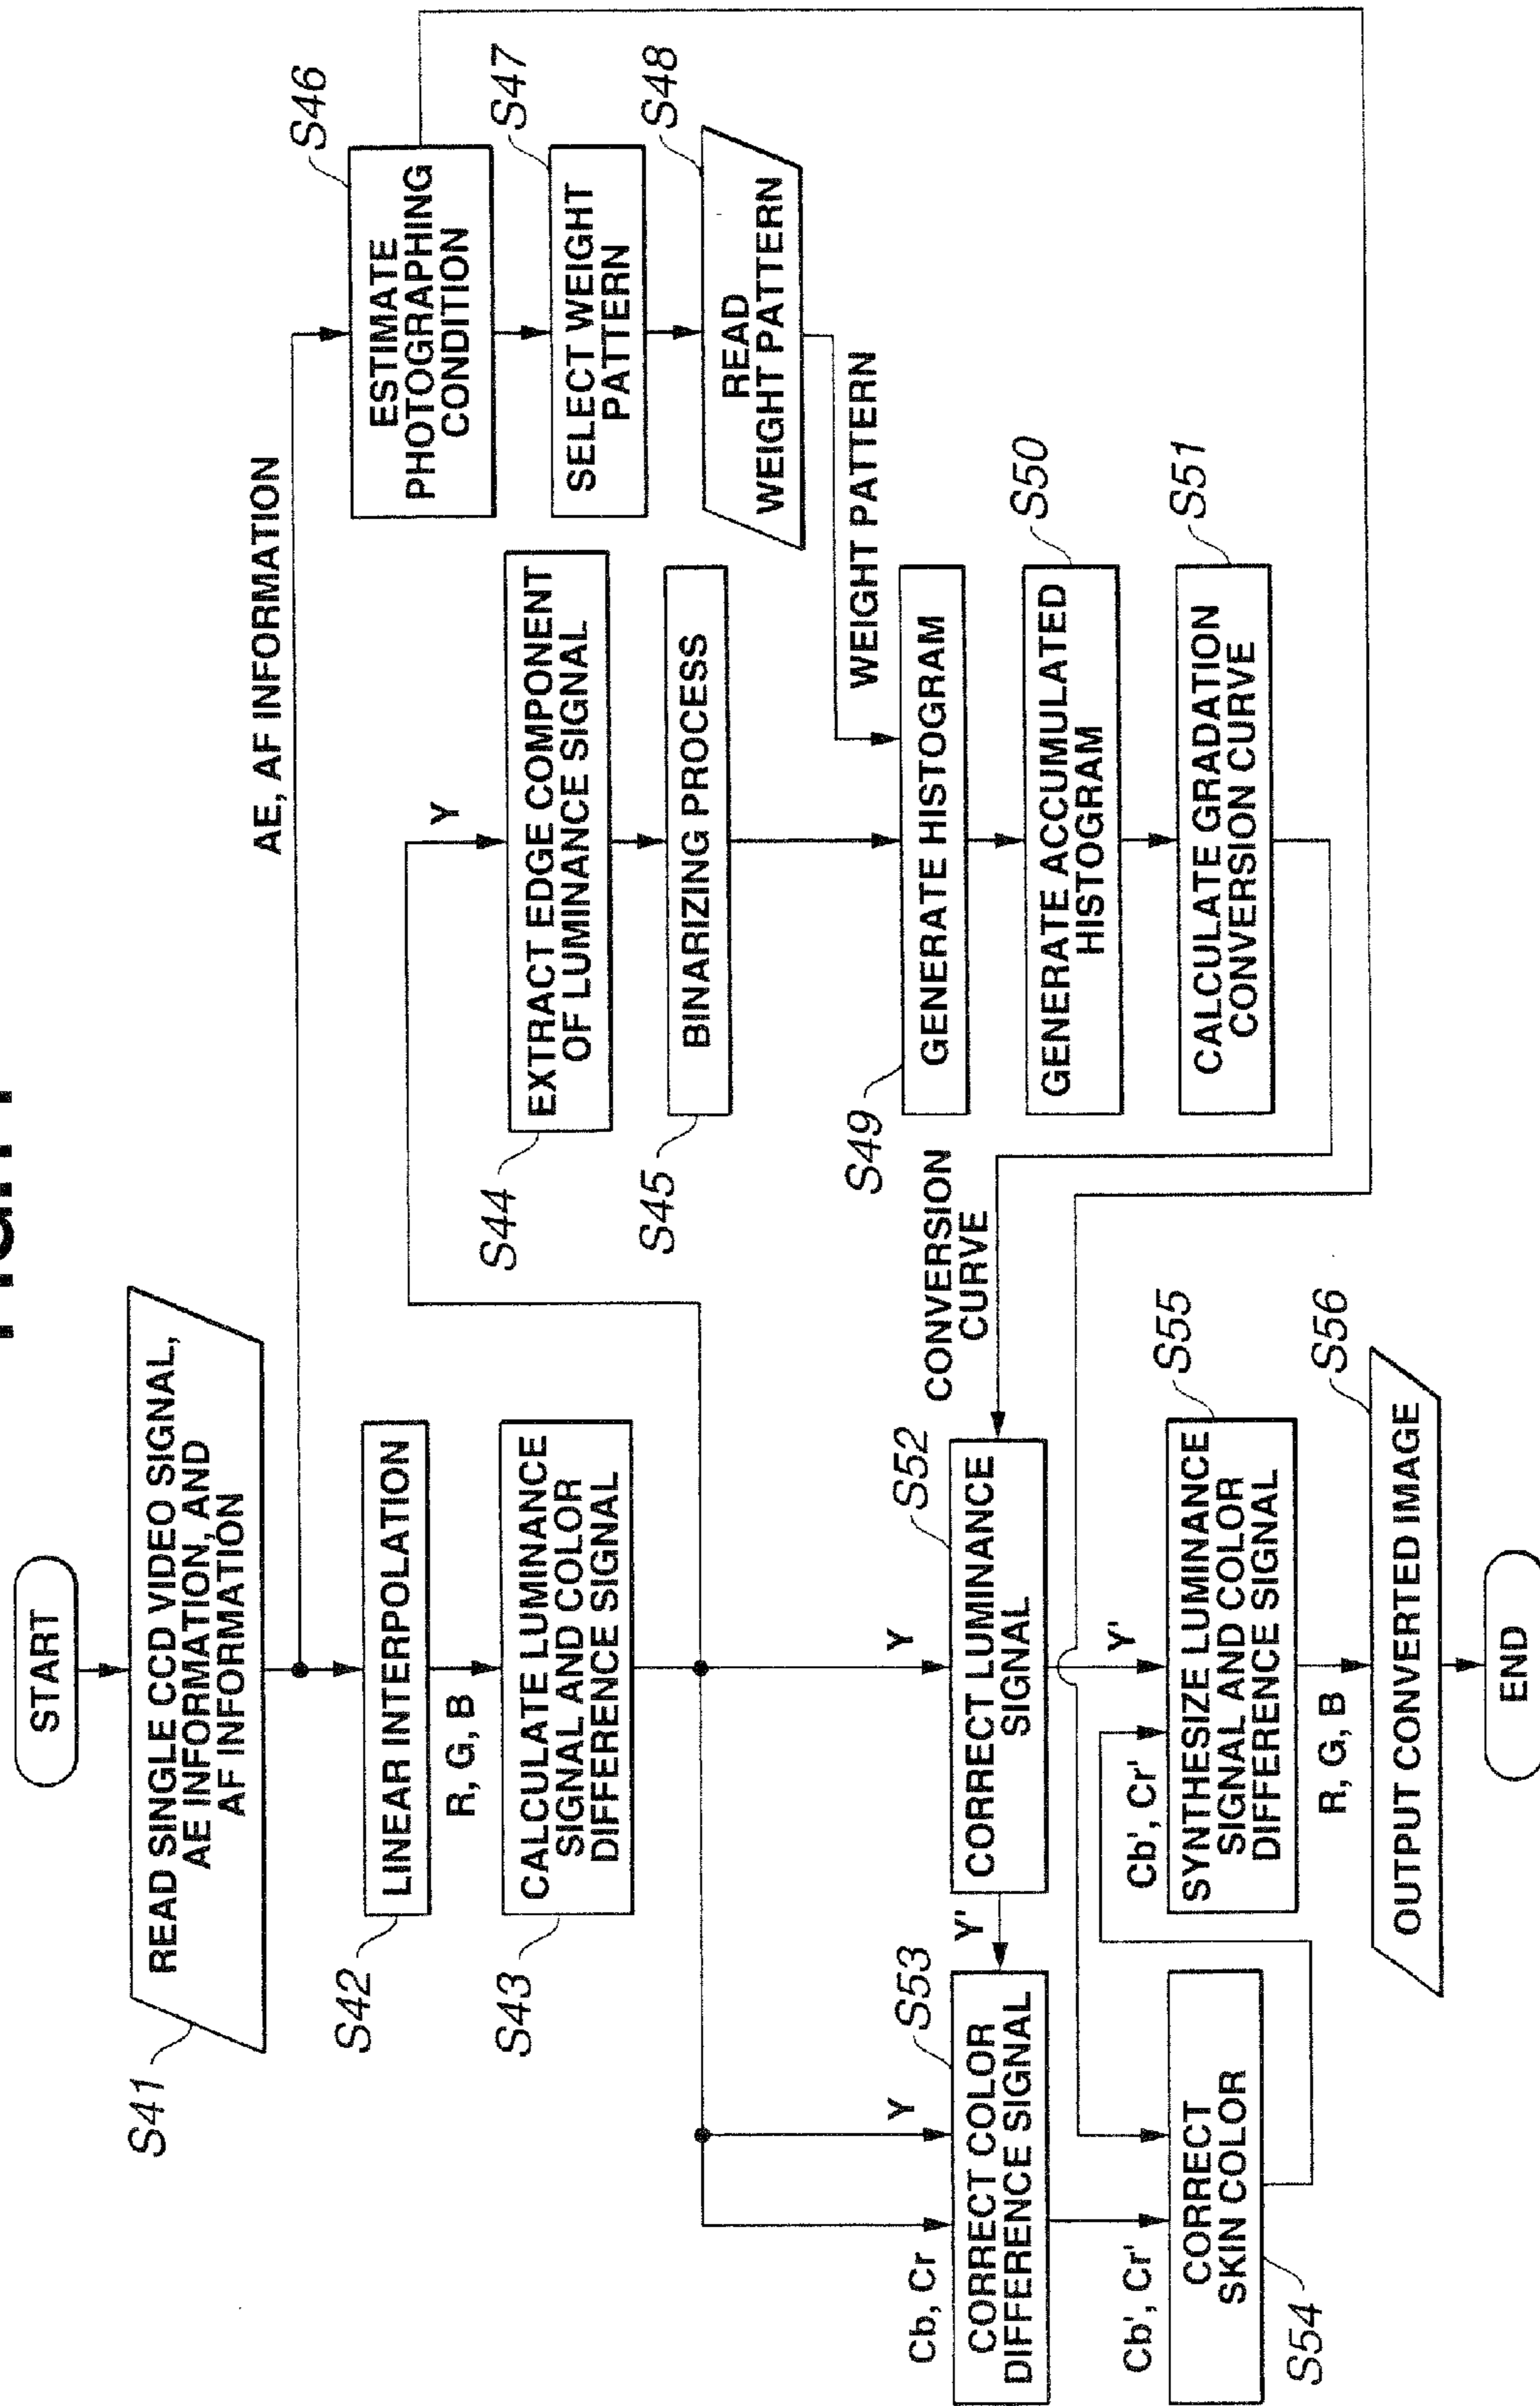 START
READ SINGLE CCD VIDEO SIGNAL,
AE INFORMATION, AND
AF INFORMATION
S41
AE, AF INFORMATION
LINEAR INTERPOLATION
S42
R, G, B
CALCULATE LUMINANCE
SIGNAL AND COLOR
DIFFERENCE SIGNAL
S43
Y
EXTRACT EDGE COMPONENT
OF LUMINANCE SIGNAL
S44
BINARIZING PROCESS
S45
ESTIMATE
PHOTOGRAPHING
CONDITION
S46
SELECT WEIGHT
PATTERN
S47
READ
WEIGHT PATTERN
S48
WEIGHT PATTERN
GENERATE HISTOGRAM
S49
GENERATE ACCUMULATED
HISTOGRAM
S50
CALCULATE GRADATION
CONVERSION CURVE
S51
CONVERSION
CURVE
Y
CORRECT LUMINANCE
SIGNAL
S52
Y'
Cb, Cr
Y
CORRECT COLOR
DIFFERENCE SIGNAL
S53
Cb', Cr'
CORRECT
SKIN COLOR
S54
Cb', Cr'
Y'
SYNTHESIZE LUMINANCE
SIGNAL AND COLOR
DIFFERENCE SIGNAL
S55
R, G, B
OUTPUT CONVERTED IMAGE
S56
END